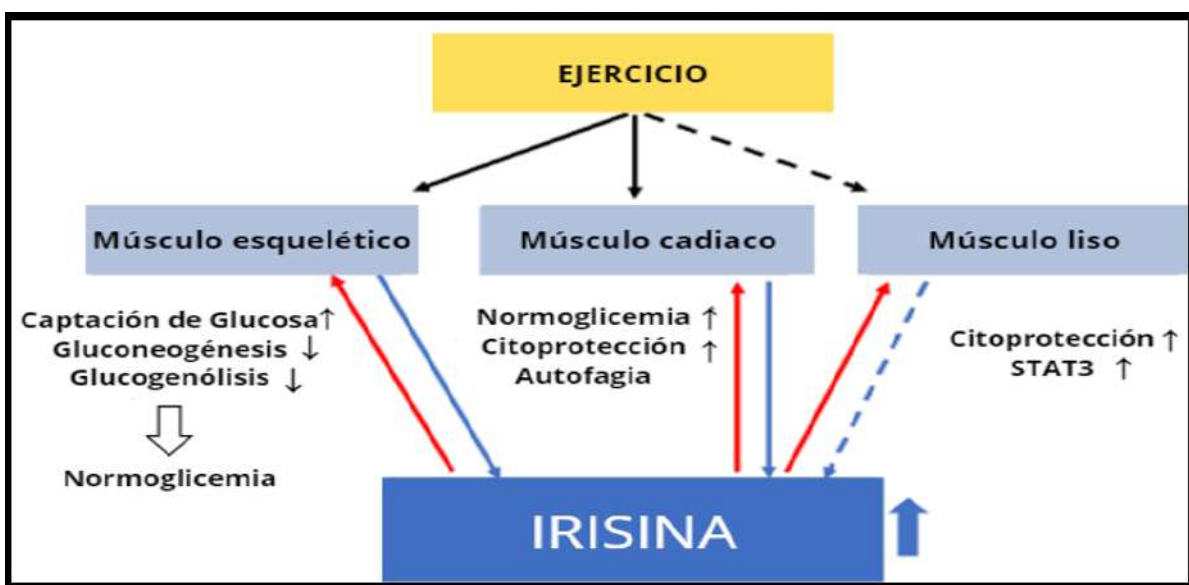 EJERCICIO
Músculo esquelético
Músculo cadiaco
Músculo liso
Captación de Glucosa↑
Gluconeogénesis ↓
Glucogenólisis ↓
Normoglicemia
Normoglicemia ↑
Citoprotección ↑
Autofagia
Citoprotección ↑
STAT3 ↑
IRISINA